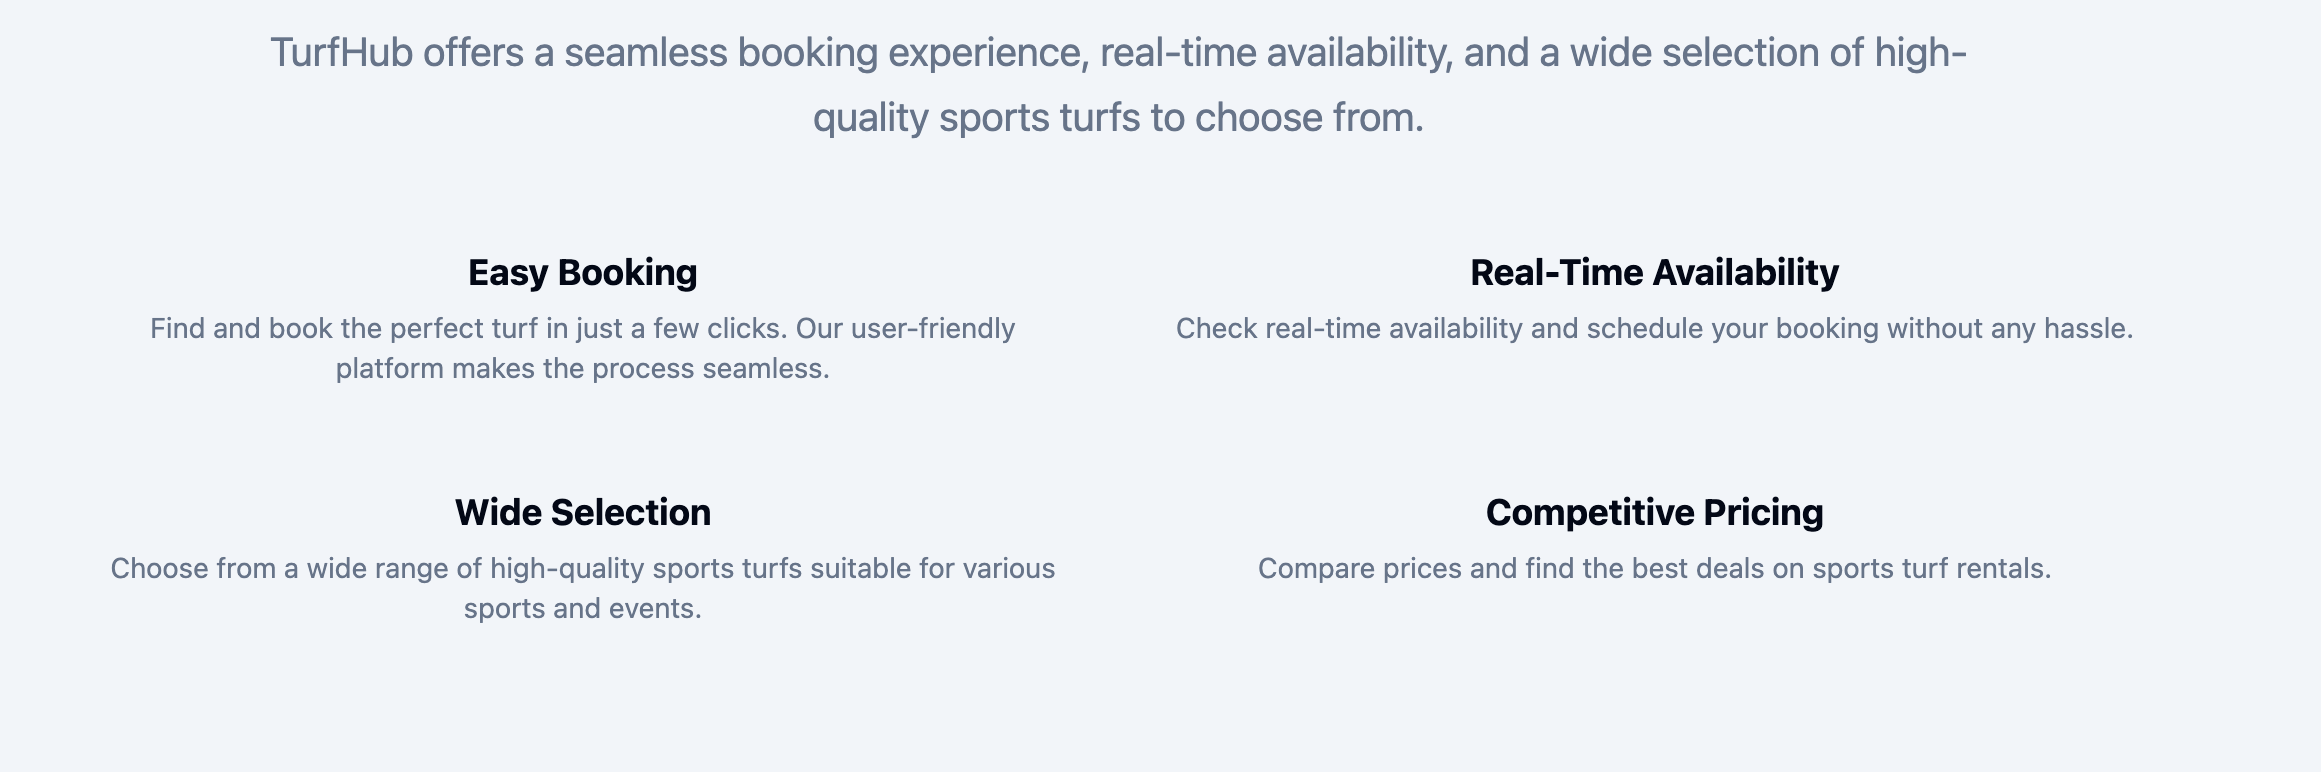 TurfHub offers a seamless booking experience, real-time availability, and a wide selection of high-
quality sports turfs to choose from.
Easy Booking
Find and book the perfect turf in just a few clicks. Our user-friendly
platform makes the process seamless.
Real-Time Availability
Check real-time availability and schedule your booking without any hassle.
Wide Selection
Choose from a wide range of high-quality sports turfs suitable for various
sports and events.
Competitive Pricing
Compare prices and find the best deals on sports turf rentals.